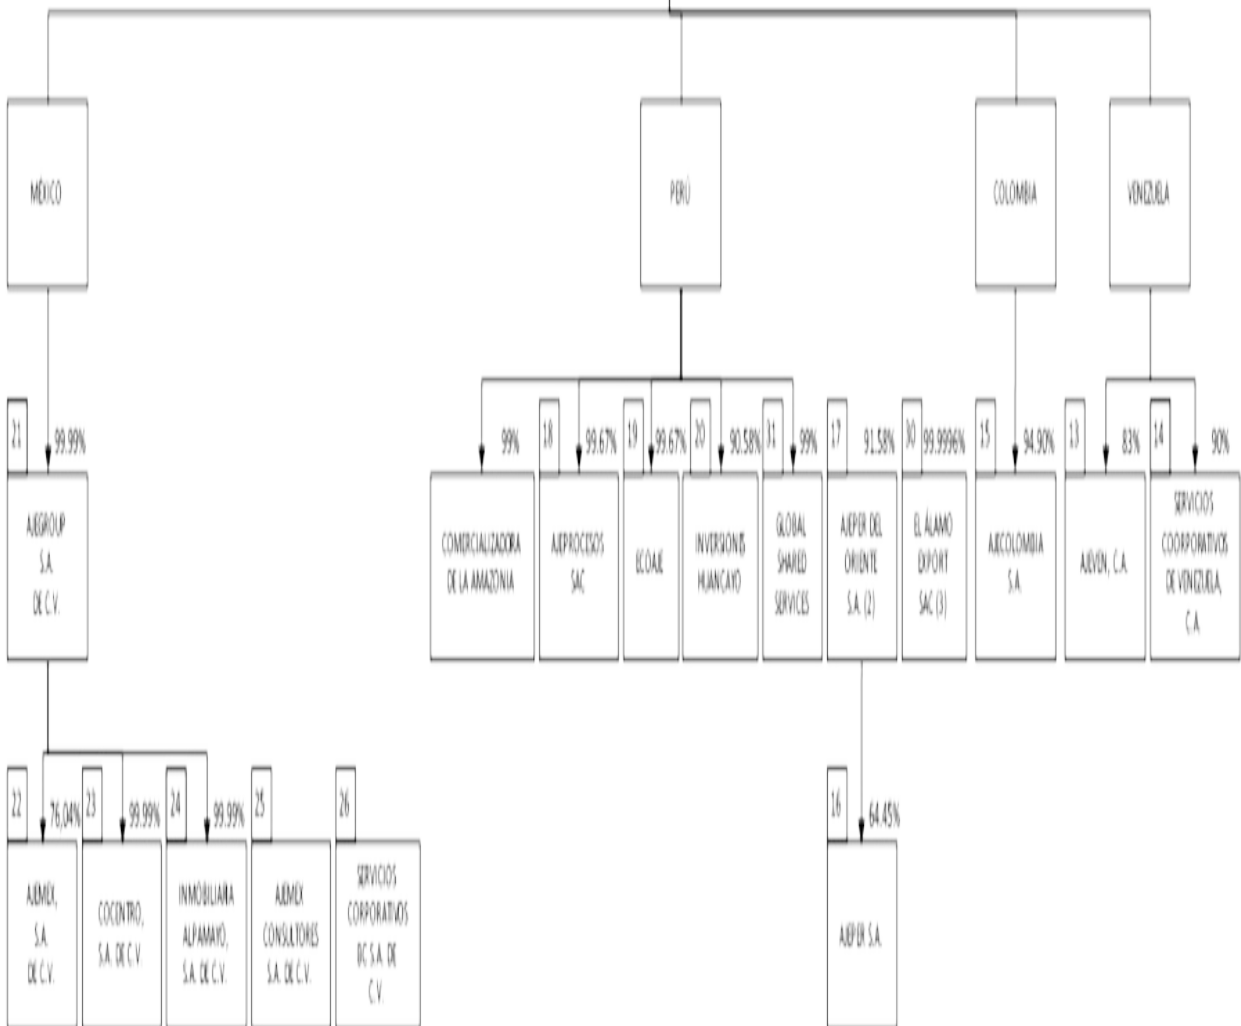 MÉXICO
PERÚ
COLOMBIA
VENEZUELA
21
99.99%
99%
18
99.67%
19
99.67%
20
90.58%
31
99%
17
91.58%
30
99.9996%
15
94.90%
13
83%
14
90%
AJEGROUP
S.A.
DE C.V.
COMERCIALIZADORA
DE LA AMAZONIA
AJEPROCESOS
SAC
ECOAJE
INVERSIONES
HUANCAYO
GLOBAL
SHARED
SERVICES
AJEPER DEL
ORIENTE
S.A. (2)
EL ÁLAMO
EXPORT
SAC (3)
AJECOLOMBIA
S.A.
AJEVEN, C.A.
SERVICIOS
COORPORATIVOS
DE VENEZUELA,
C.A.
22
76,04%
23
99.99%
24
99.99%
25
26
16
64.45%
AJEMEX,
S.A.
DE C.V.
COCENTRO,
S.A. DE C.V.
INMOBILIARIA
ALPAMAYO,
S.A. DE C.V.
AJEMEX
CONSULTORES
S.A. DE C.V.
SERVICIOS
CORPORATIVOS
BC S.A. DE
C.V
AJEPER S.A.